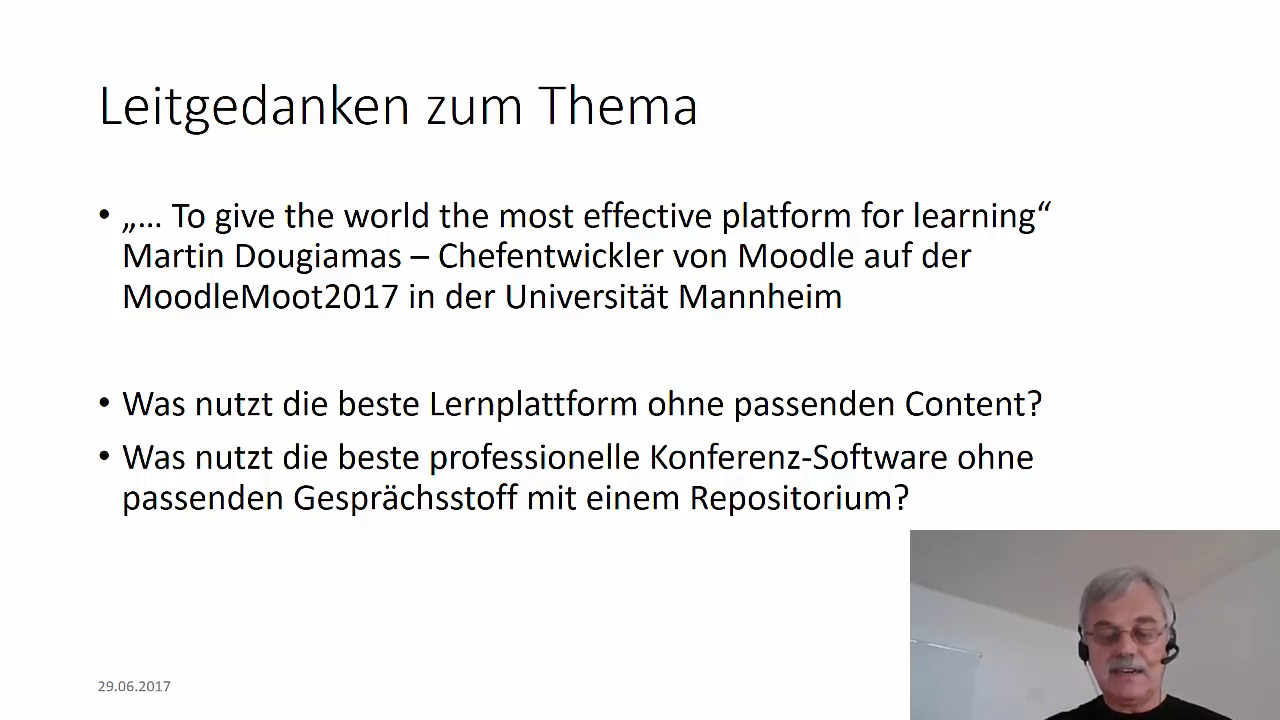 Leitgedanken zum Thema
• „... To give the world the most effective platform for learning“
Martin Dougiamas – Chefentwickler von Moodle auf der
MoodleMoot2017 in der Universität Mannheim
• Was nutzt die beste Lernplattform ohne passenden Content?
• Was nutzt die beste professionelle Konferenz-Software ohne
passenden Gesprächsstoff mit einem Repositorium?
29.06.2017